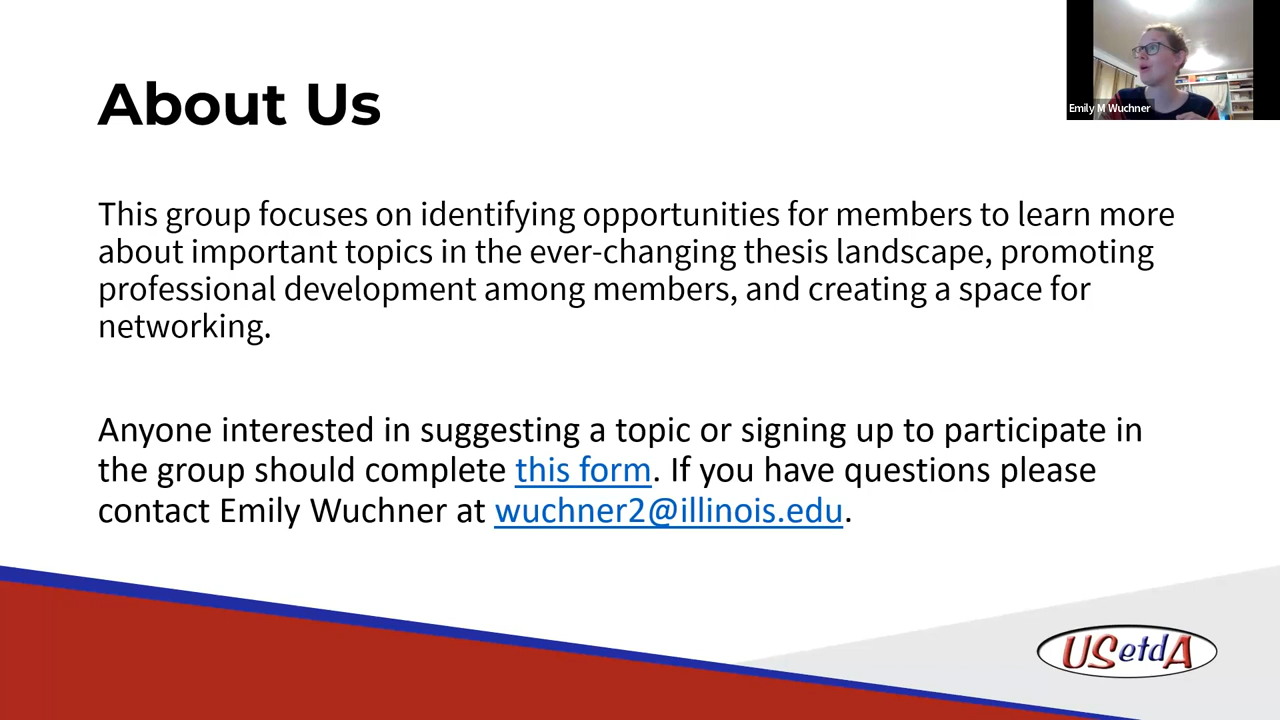 About Us
Emily M Wuchner
This group focuses on identifying opportunities for members to learn more
about important topics in the ever-changing thesis landscape, promoting
professional development among members, and creating a space for
networking.
Anyone interested in suggesting a topic or signing up to participate in
the group should complete this form. If you have questions please
contact Emily Wuchner at wuchner2@illinois.edu.
USetdA